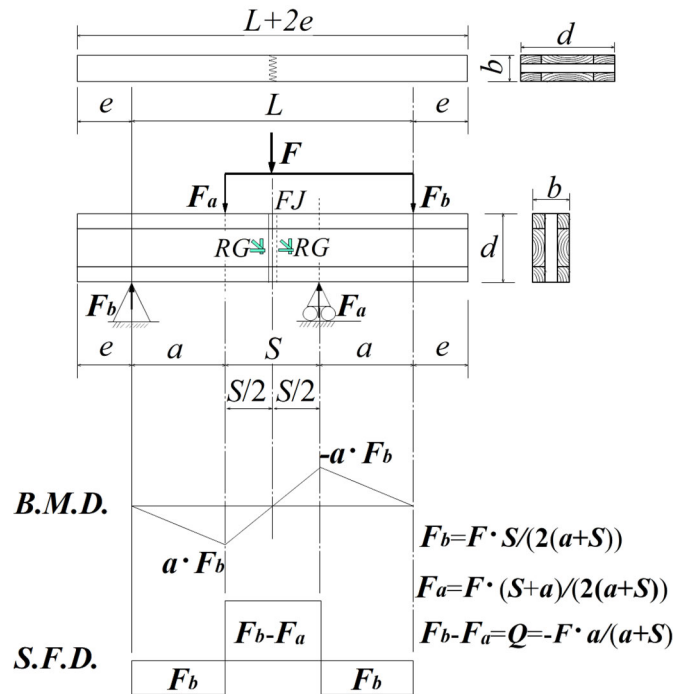 L+2e
d
b
e L e
F
Fa FJ Fb
b
RG RG
d
Fb Fa
e a S a e
S/2 S/2
-a・Fb
B.M.D.
a・Fb
Fb=F・S/(2(a+S))
Fa=F・(S+a)/(2(a+S))
Fb-Fa
Fb-Fa=Q=-F・a/(a+S)
S.F.D.
Fb Fb